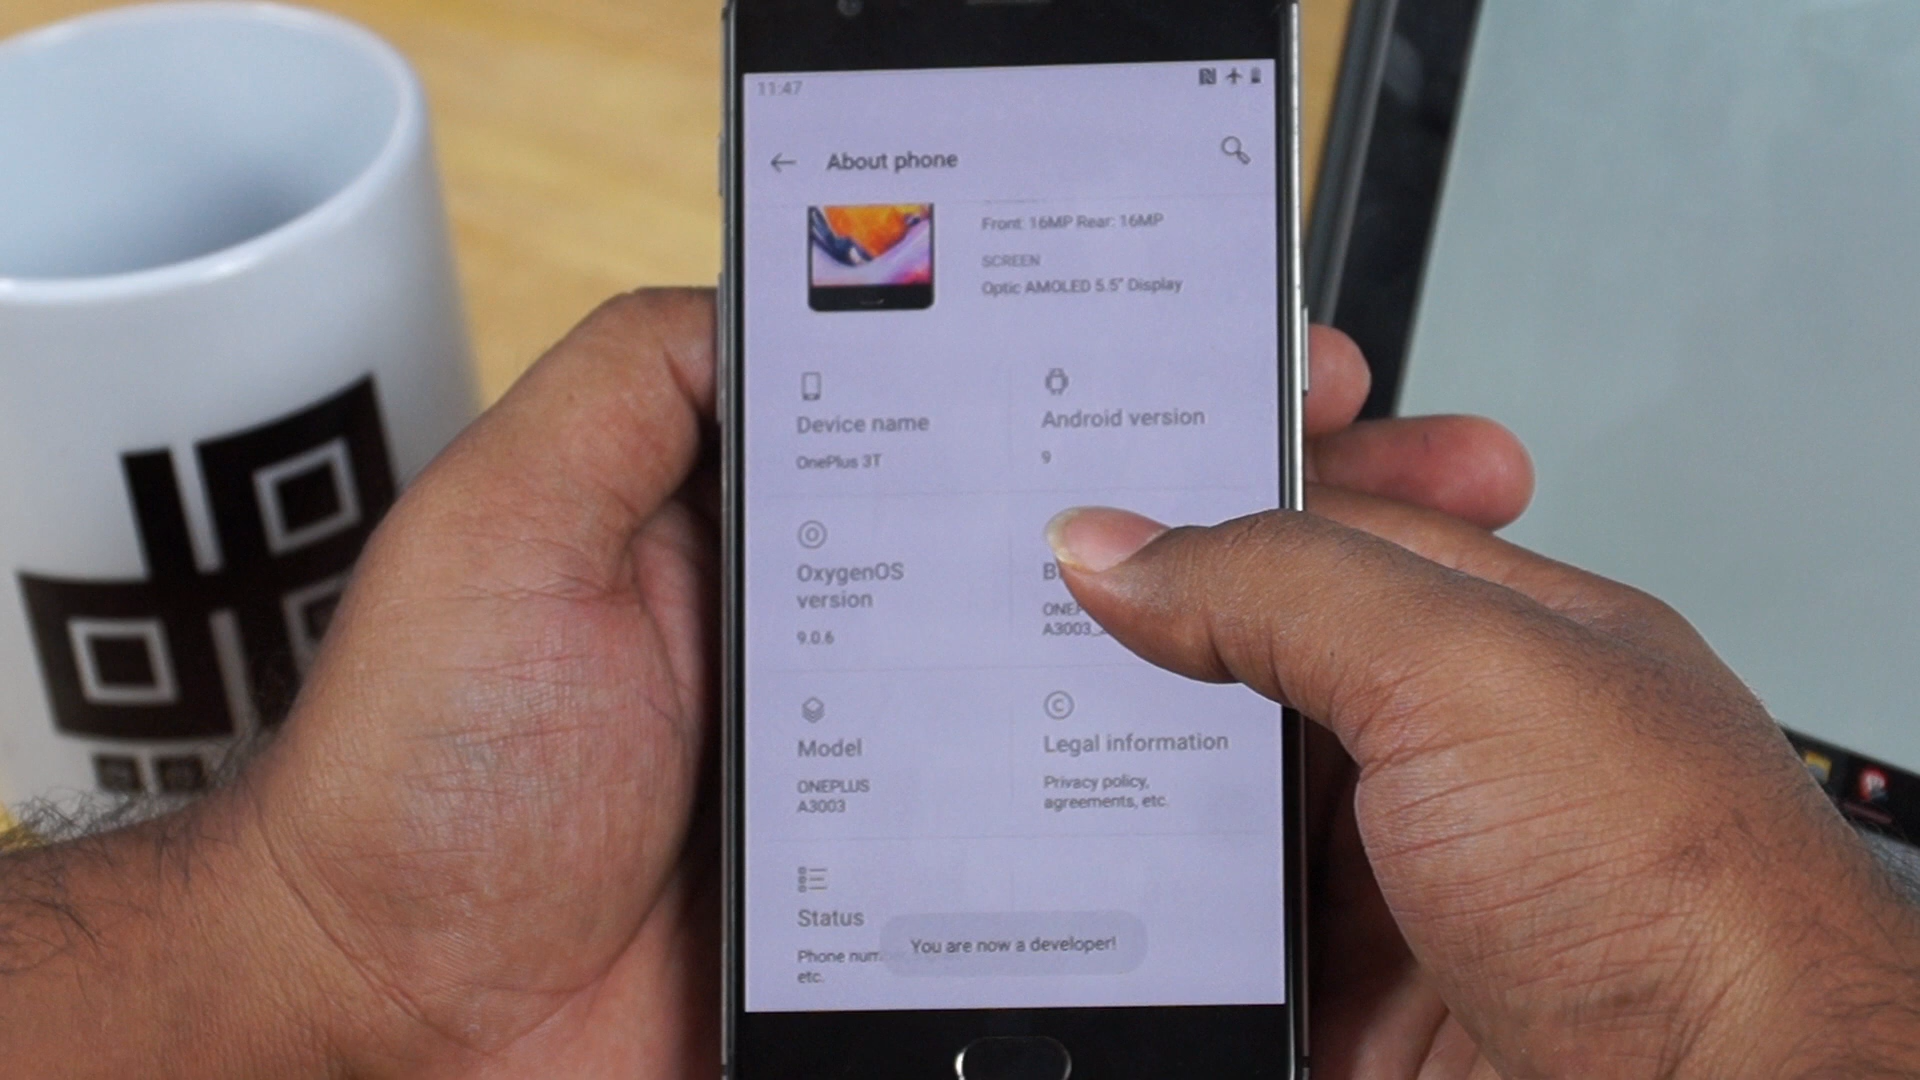 11:47
About phone
Front: 16MP Rear: 16MP
SCREEN
Optic AMOLED 5.5" Display
Device name
OnePlus 3T
Android version
9
OxygenOS
version
9.0.6
A3003_
Model
ONEPLUS
A3003
Legal information
Privacy policy,
agreements, etc.
Status
Phone
etc.
You are now a developer!